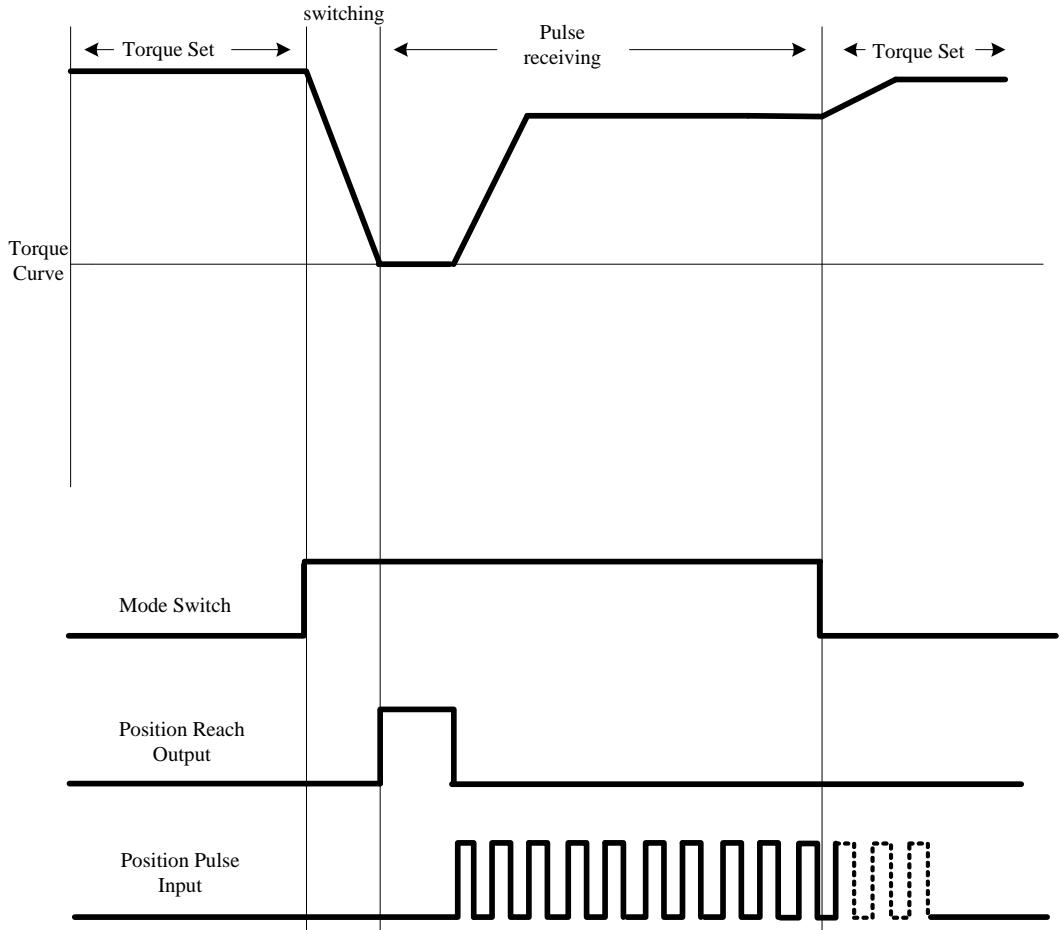 switching
Torque Set
Pulse
receiving
Torque Set
Torque
Curve
Mode Switch
Position Reach
Output
Position Pulse
Input